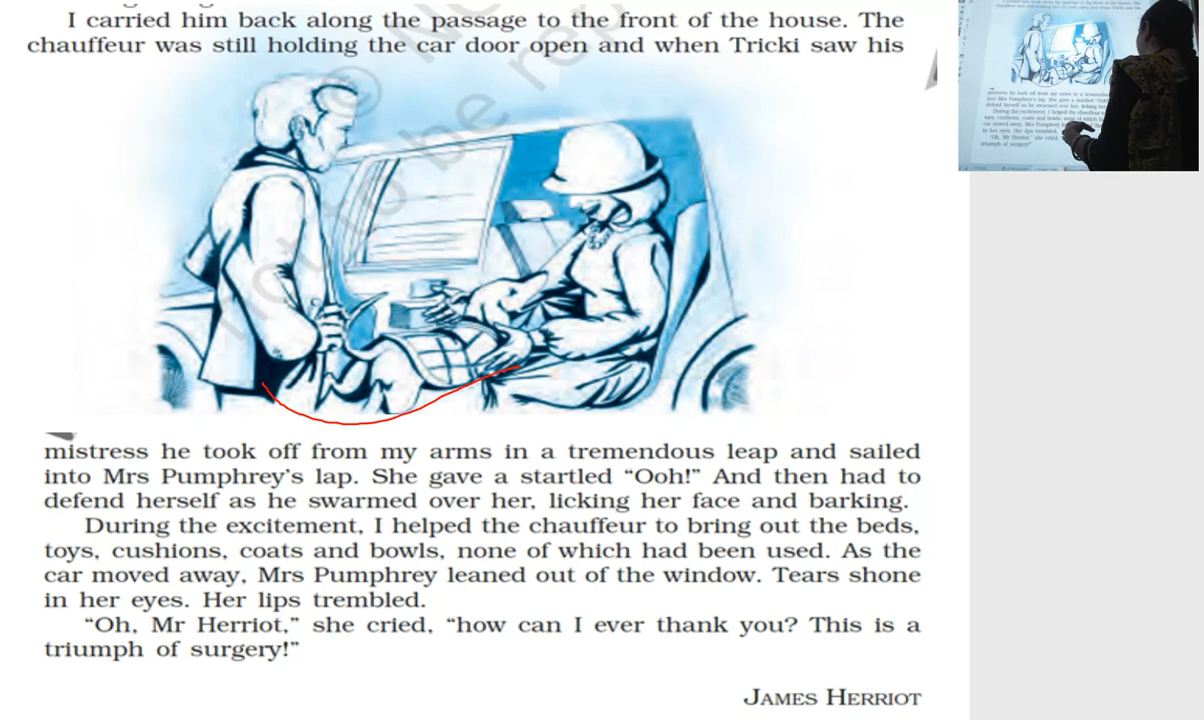 I carried him back along the passage to the front of the house. The
chauffeur was still holding the car door open and when Tricki saw his
mistress he took off from my arms in a tremendous leap and sailed
into Mrs Pumphrey's lap. She gave a startled “Ooh!” And then had to
defend herself as he swarmed over her, licking her face and barking.
During the excitement, I helped the chauffeur to bring out the beds,
toys, cushions, coats and bowls, none of which had been used. As the
car moved away, Mrs Pumphrey leaned out of the window. Tears shone
in her eyes. Her lips trembled.
“Oh, Mr Herriot,” she cried, “how can I ever thank you? This is a
triumph of surgery!”
JAMES HERRIOT